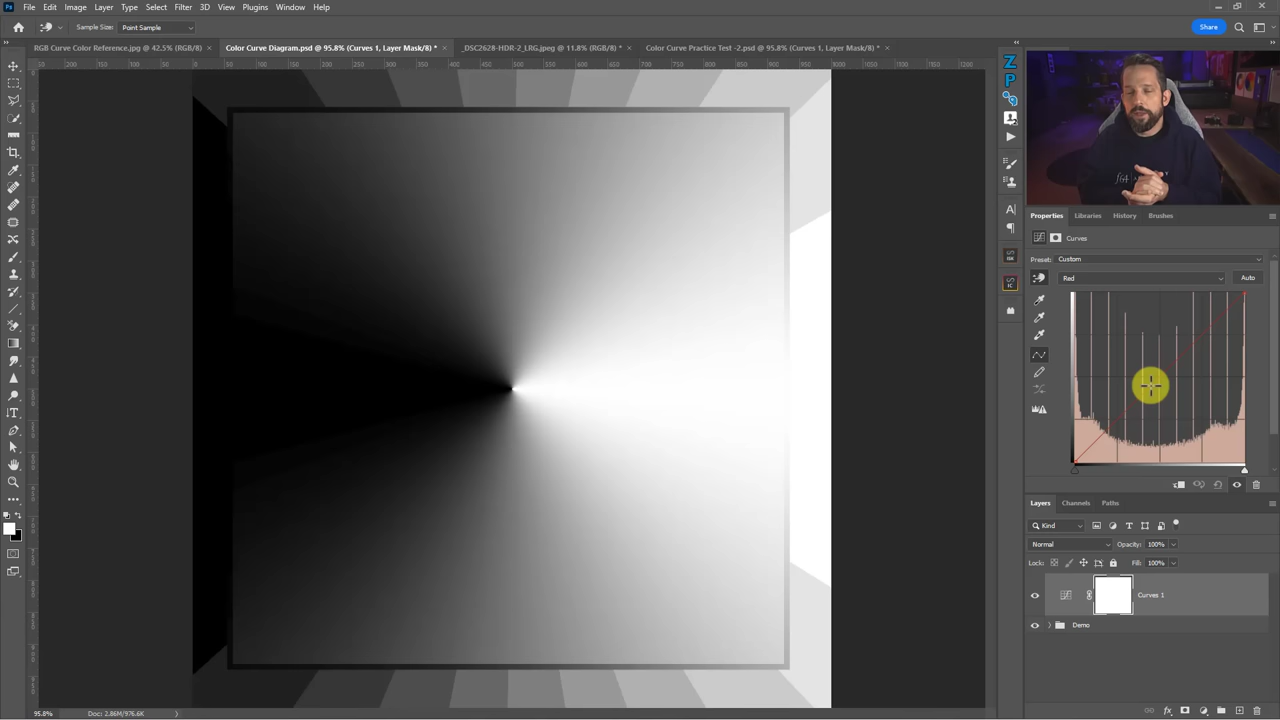 Ps File Edit Image Layer Type Select Filter 3D View Plugins Window Help
Sample Size: Point Sample Share
RGB Curve Color Reference.jpg @ 42.5% (RGB/8) × Color Curve Diagram.psd @ 95.8% (Curves 1, Layer Mask/8) * × _DSC2628-HDR-2_LRG.jpeg @ 11.8% (RGB/8) * × Color Curve Practice Test -2.psd @ 95.8% (Curves 1, Layer Mask/8) * ×
Z
P
Properties Libraries History Brushes
Curves
Preset: Custom
Red Auto
Layers Channels Paths
Kind
Normal Opacity: 100%
Lock: Fill: 100%
Curves 1
Demo
95.8% Doc: 2.86M/976.6K